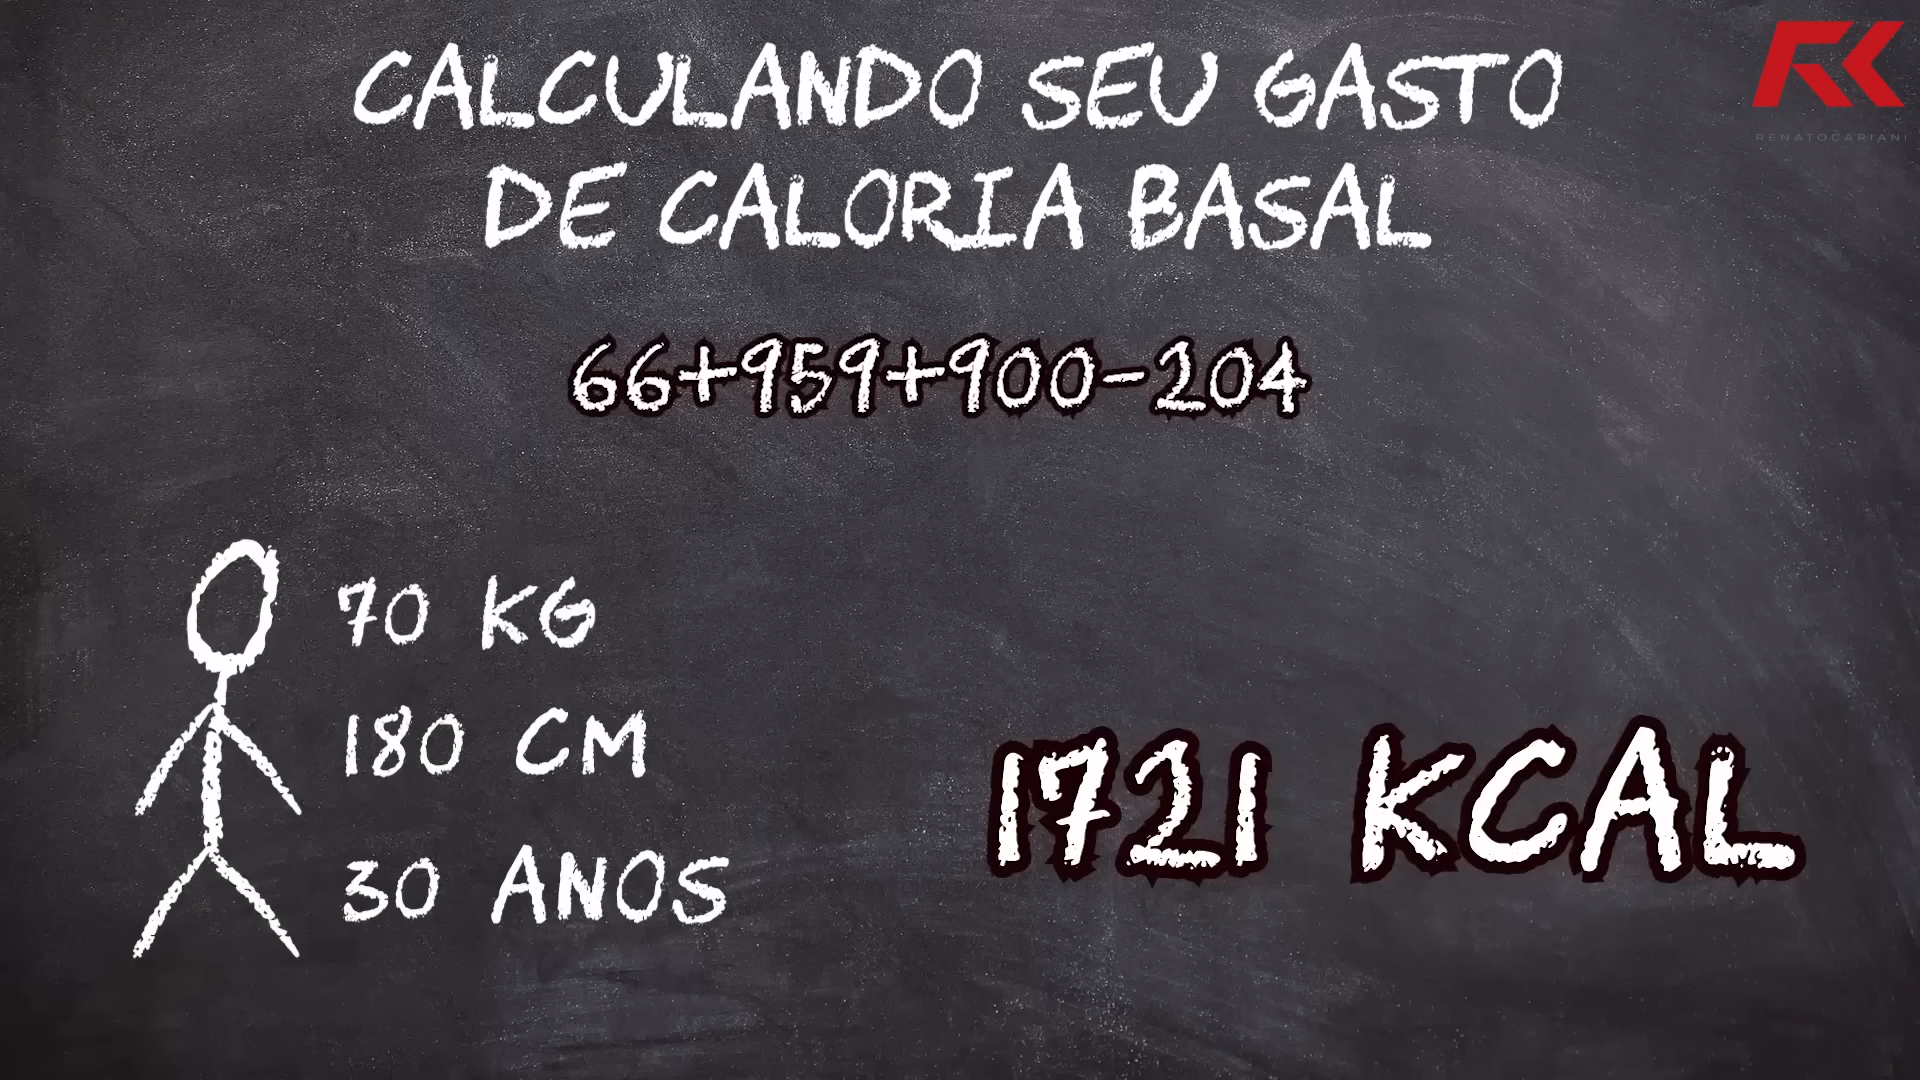 CALCULANDO SEU GASTO
DE CALORIA BASAL
RENATOCARIANI
66+959+900-204
70 KG
180 CM
30 ANOS
1721 KCAL